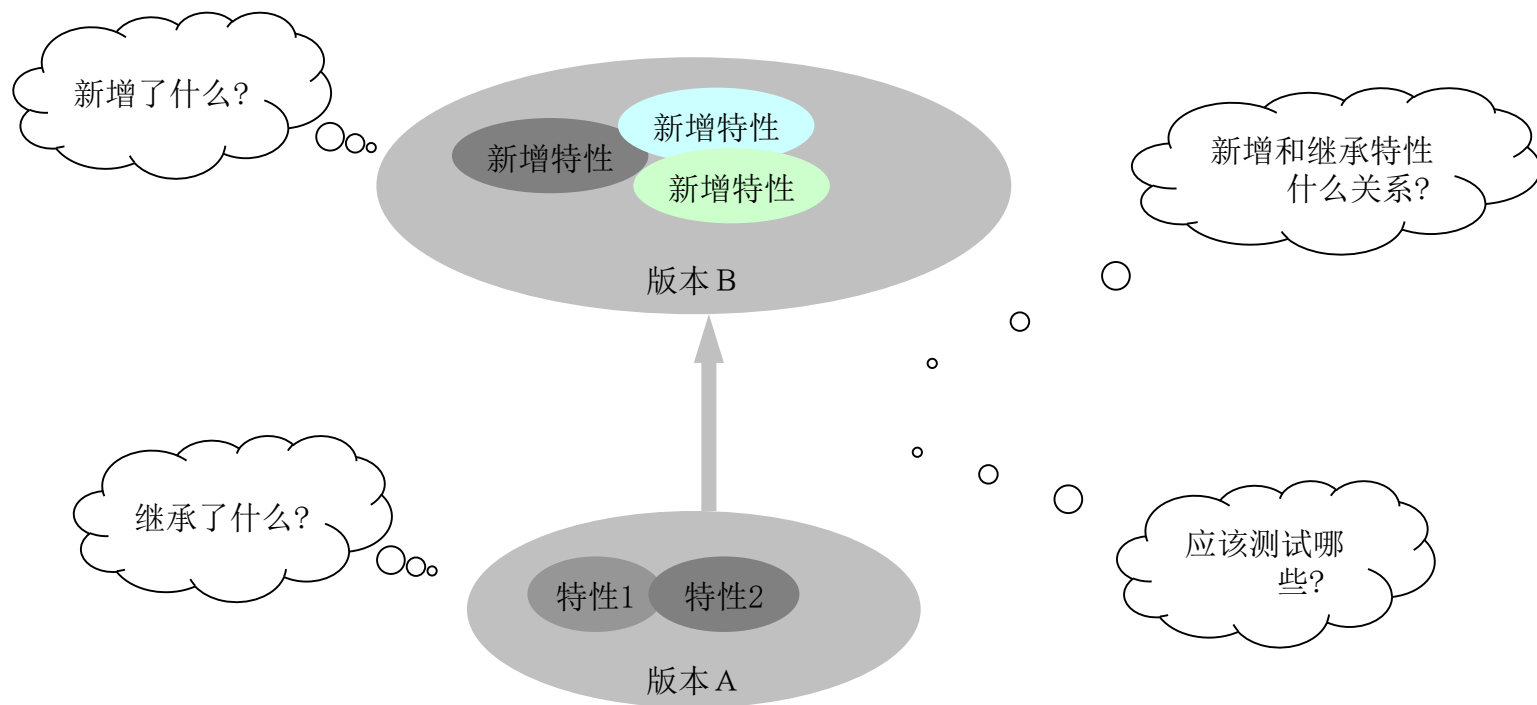 新增了什么?
新增特性
新增特性
新增特性
版本B
新增和继承特性
什么关系?
继承了什么?
特性1
特性2
版本A
应该测试哪
些?